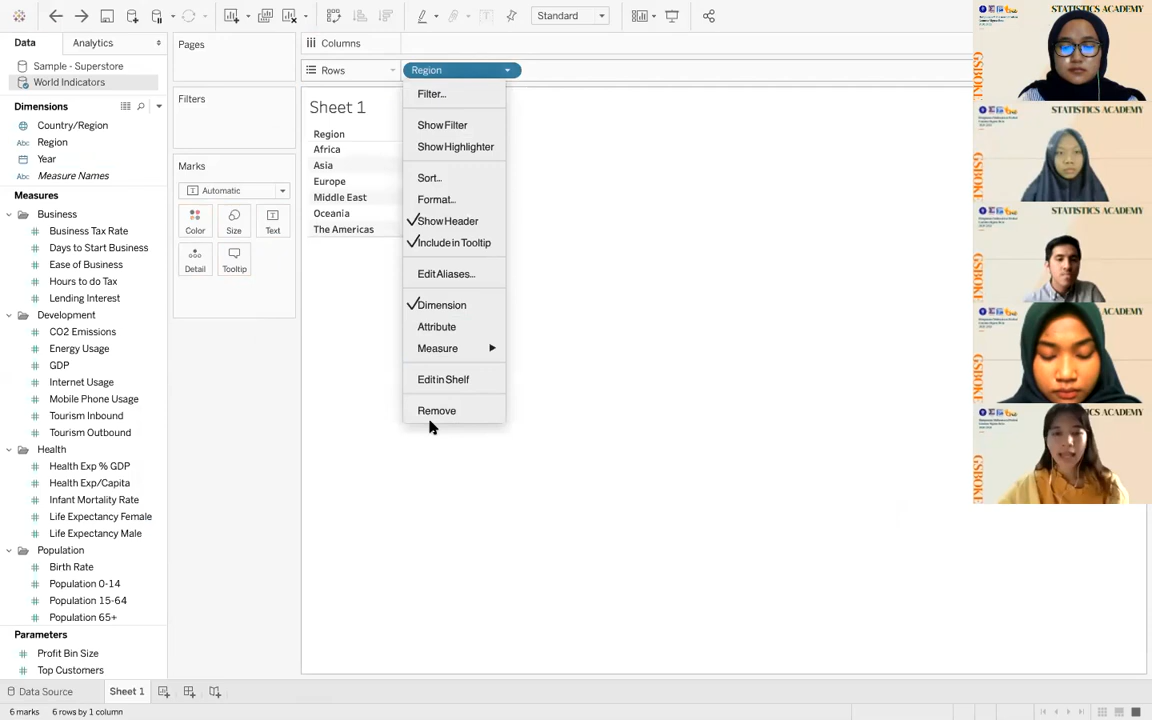 Standard
Data
Analytics
Sample - Superstore
World Indicators
Dimensions
Country/Region
Abc Region
Year
Abc Measure Names
Measures
Business
Business Tax Rate
Days to Start Business
Ease of Business
Hours to do Tax
Lending Interest
Development
CO2 Emissions
Energy Usage
GDP
Internet Usage
Mobile Phone Usage
Tourism Inbound
Tourism Outbound
Health
Health Exp % GDP
Health Exp/Capita
Infant Mortality Rate
Life Expectancy Female
Life Expectancy Male
Population
Birth Rate
Population 0-14
Population 15-64
Population 65+
Parameters
Profit Bin Size
Top Customers
Pages
Filters
Marks
Automatic
Color
Size
Text
Detail
Tooltip
Columns
Rows
Region
Sheet 1
Region
Africa
Asia
Europe
Middle East
Oceania
The Americas
Filter...
Show Filter
Show Highlighter
Sort...
Format...
Show Header
Include in Tooltip
Edit Aliases...
Dimension
Attribute
Measure
Edit in Shelf
Remove
STATISTICS ACADEMY
GSBOKE
ACADEMY
GSBOKE
ACADEMY
GSBOKE
Data Source
Sheet 1
6 marks
6 rows by 1 column